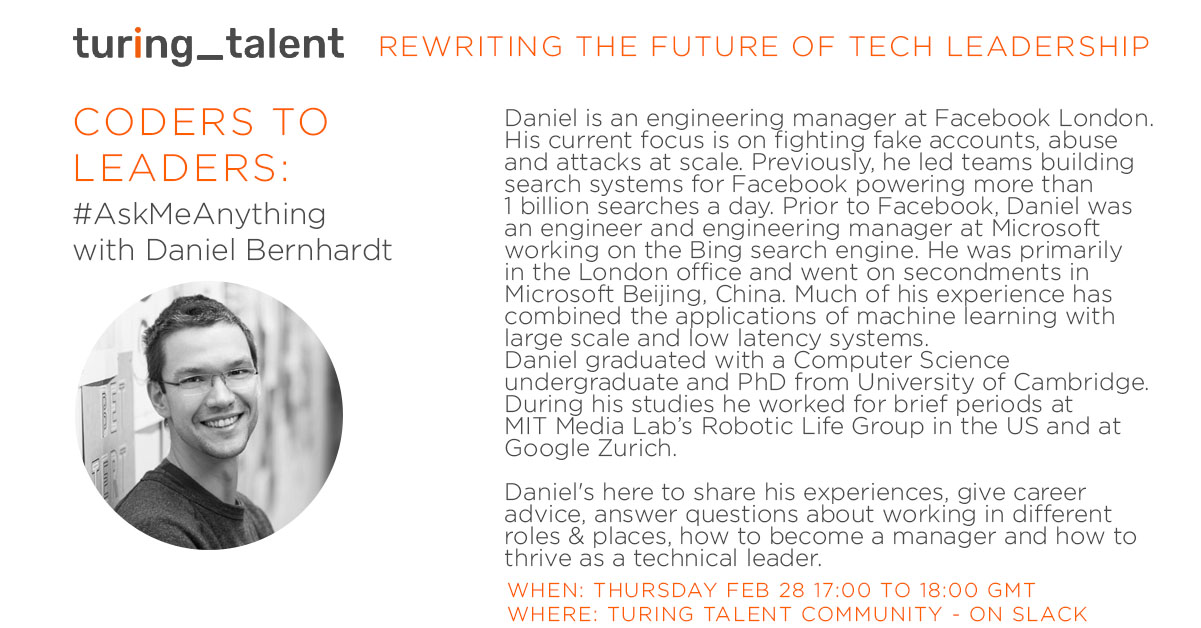 turing_talent
REWRITING THE FUTURE OF TECH LEADERSHIP
CODERS TO
LEADERS:
#AskMeAnything
with Daniel Bernhardt
Daniel is an engineering manager at Facebook London.
His current focus is on fighting fake accounts, abuse
and attacks at scale. Previously, he led teams building
search systems for Facebook powering more than
1 billion searches a day. Prior to Facebook, Daniel was
an engineer and engineering manager at Microsoft
working on the Bing search engine. He was primarily
in the London office and went on secondments in
Microsoft Beijing, China. Much of his experience has
combined the applications of machine learning with
large scale and low latency systems.
Daniel graduated with a Computer Science
undergraduate and PhD from University of Cambridge.
During his studies he worked for brief periods at
MIT Media Lab’s Robotic Life Group in the US and at
Google Zurich.
Daniel's here to share his experiences, give career
advice, answer questions about working in different
roles & places, how to become a manager and how to
thrive as a technical leader.
WHEN: THURSDAY FEB 28 17:00 TO 18:00 GMT
WHERE: TURING TALENT COMMUNITY - ON SLACK